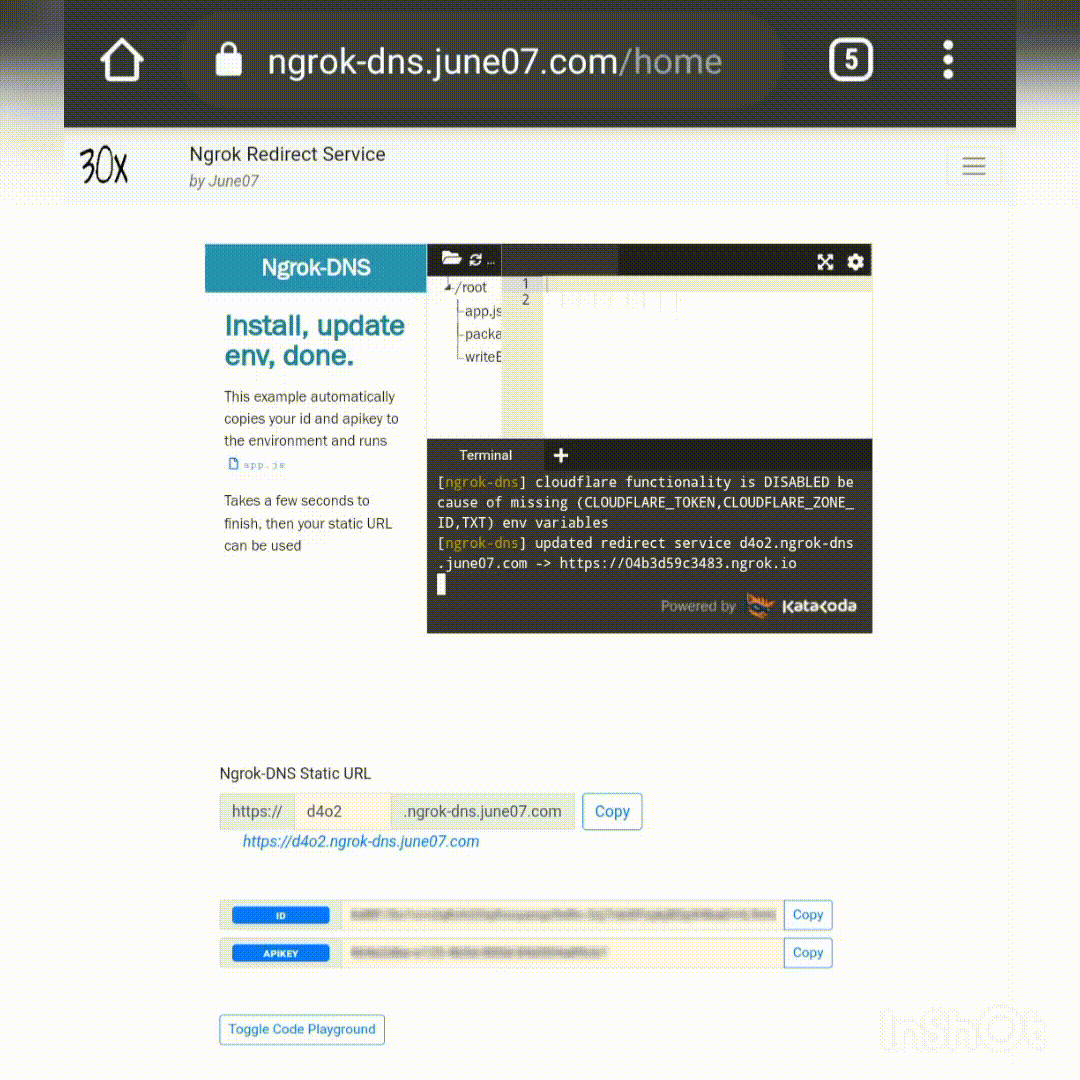 ngrok-dns.june07.com/home
5
30x
Ngrok Redirect Service
by June07
Ngrok-DNS
Install, update
env, done.
This example automatically
copies your id and apikey to
the environment and runs
app.js
Takes a few seconds to
finish, then your static URL
can be used
...
/root
app.js
packa
writeE
1
2
Terminal
[ngrok-dns] cloudflare functionality is DISABLED be
cause of missing (CLOUDFLARE_TOKEN,CLOUDFLARE_ZONE_
ID,TXT) env variables
[ngrok-dns] updated redirect service d4o2.ngrok-dns
.june07.com -> https://04b3d59c3483.ngrok.io
Powered by Katakoda
Ngrok-DNS Static URL
https:// d4o2 .ngrok-dns.june07.com Copy
https://d4o2.ngrok-dns.june07.com
ID Copy
APIKEY Copy
Toggle Code Playground
InShOt